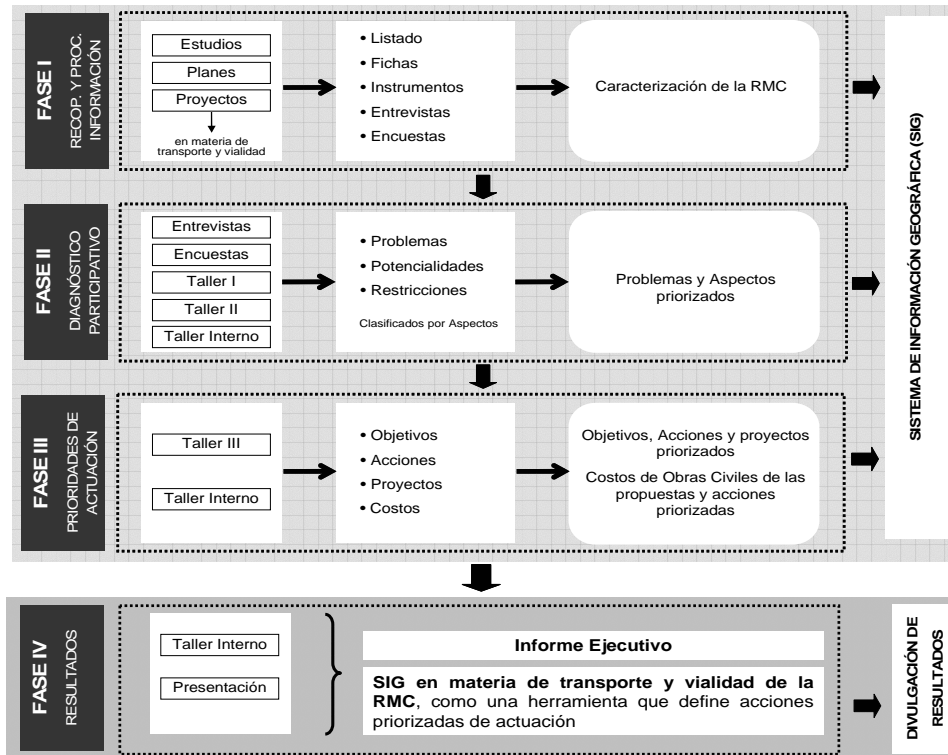 FASE I
RECOP. Y PROC.
INFORMACIÓN
Estudios
Planes
Proyectos
en materia de
transporte y vialidad
• Listado
• Fichas
• Instrumentos
• Entrevistas
• Encuestas
Caracterización de la RMC
SISTEMA DE INFORMACIÓN GEOGRÁFICA (SIG)
FASE II
DIAGNÓSTICO
PARTICIPATIVO
Entrevistas
Encuestas
Taller I
Taller II
Taller Interno
• Problemas
• Potencialidades
• Restricciones
Clasificados por Aspectos
Problemas y Aspectos
priorizados
FASE III
PRIORIDADES DE
ACTUACIÓN
Taller III
Taller Interno
• Objetivos
• Acciones
• Proyectos
• Costos
Objetivos, Acciones y proyectos
priorizados
Costos de Obras Civiles de las
propuestas y acciones
priorizadas
FASE IV
RESULTADOS
Taller Interno
Presentación
Informe Ejecutivo
SIG en materia de transporte y vialidad de la
RMC, como una herramienta que define acciones
priorizadas de actuación
DIVULGACIÓN DE
RESULTADOS